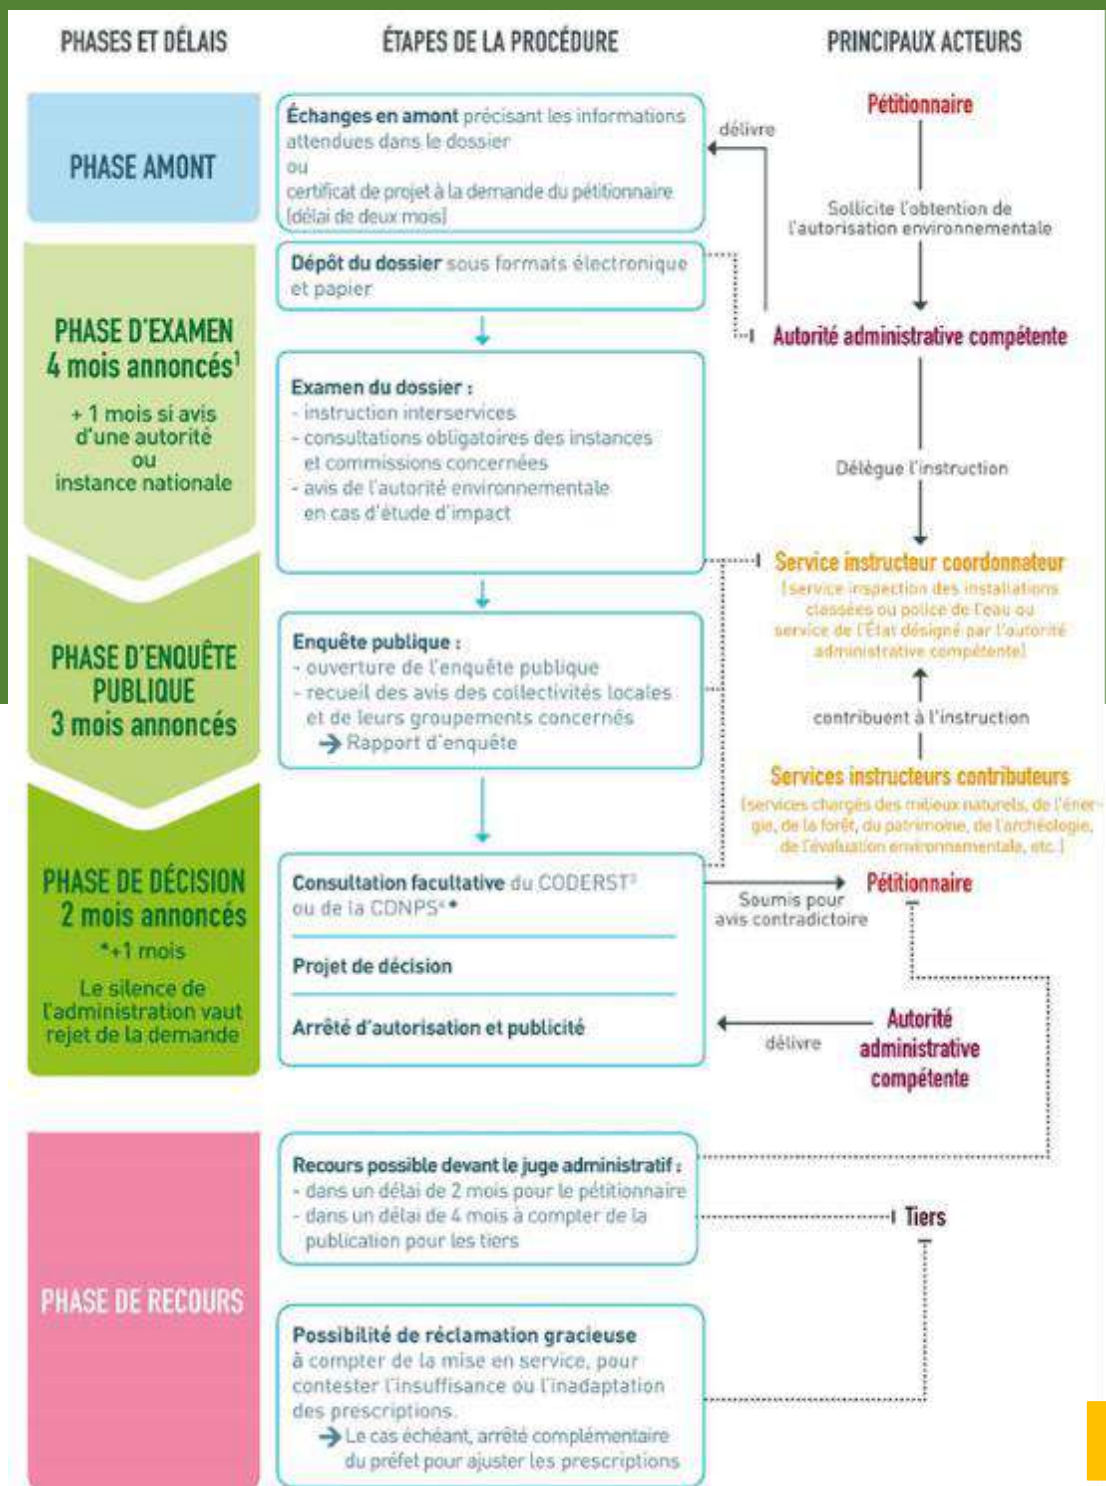 PHASES ET DÉLAIS
ÉTAPES DE LA PROCÉDURE
PRINCIPAUX ACTEURS
PHASE AMONT
Échanges en amont précisant les informations
attendues dans le dossier
ou
certificat de projet à la demande du pétitionnaire
(délai de deux mois)
délivre
Pétitionnaire
Sollicite l'obtention de
l'autorisation environnementale
PHASE D'EXAMEN
4 mois annoncés¹
+ 1 mois si avis
d'une autorité
ou
instance nationale
Dépôt du dossier sous formats électronique
et papier
Autorité administrative compétente
Examen du dossier :
- instruction interservices
- consultations obligatoires des instances
et commissions concernées
- avis de l'autorité environnementale
en cas d'étude d'impact
Délègue l'instruction
Service instructeur coordonnateur
(service inspection des installations
classées ou police de l'eau ou
service de l'État désigné par l'autorité
administrative compétente)
PHASE D'ENQUÊTE
PUBLIQUE
3 mois annoncés
Enquête publique :
- ouverture de l'enquête publique
- recueil des avis des collectivités locales
et de leurs groupements concernés
→ Rapport d'enquête
contribuent à l'instruction
Services instructeurs contributeurs
(services chargés des milieux naturels, de l'éner-
gie, de la forêt, du patrimoine, de l'archéologie,
de l'évaluation environnementale, etc.)
PHASE DE DÉCISION
2 mois annoncés
*+1 mois
Le silence de
l'administration vaut
rejet de la demande
Consultation facultative du CODERST³
ou de la CDNPS⁴*
Projet de décision
Arrêté d'autorisation et publicité
Soumis pour
avis contradictoire
Pétitionnaire
délivre
Autorité
administrative
compétente
PHASE DE RECOURS
Recours possible devant le juge administratif :
- dans un délai de 2 mois pour le pétitionnaire
- dans un délai de 4 mois à compter de la
publication pour les tiers
Tiers
Possibilité de réclamation gracieuse
à compter de la mise en service, pour
contester l'insuffisance ou l'inadaptation
des prescriptions.
→ Le cas échéant, arrêté complémentaire
du préfet pour ajuster les prescriptions